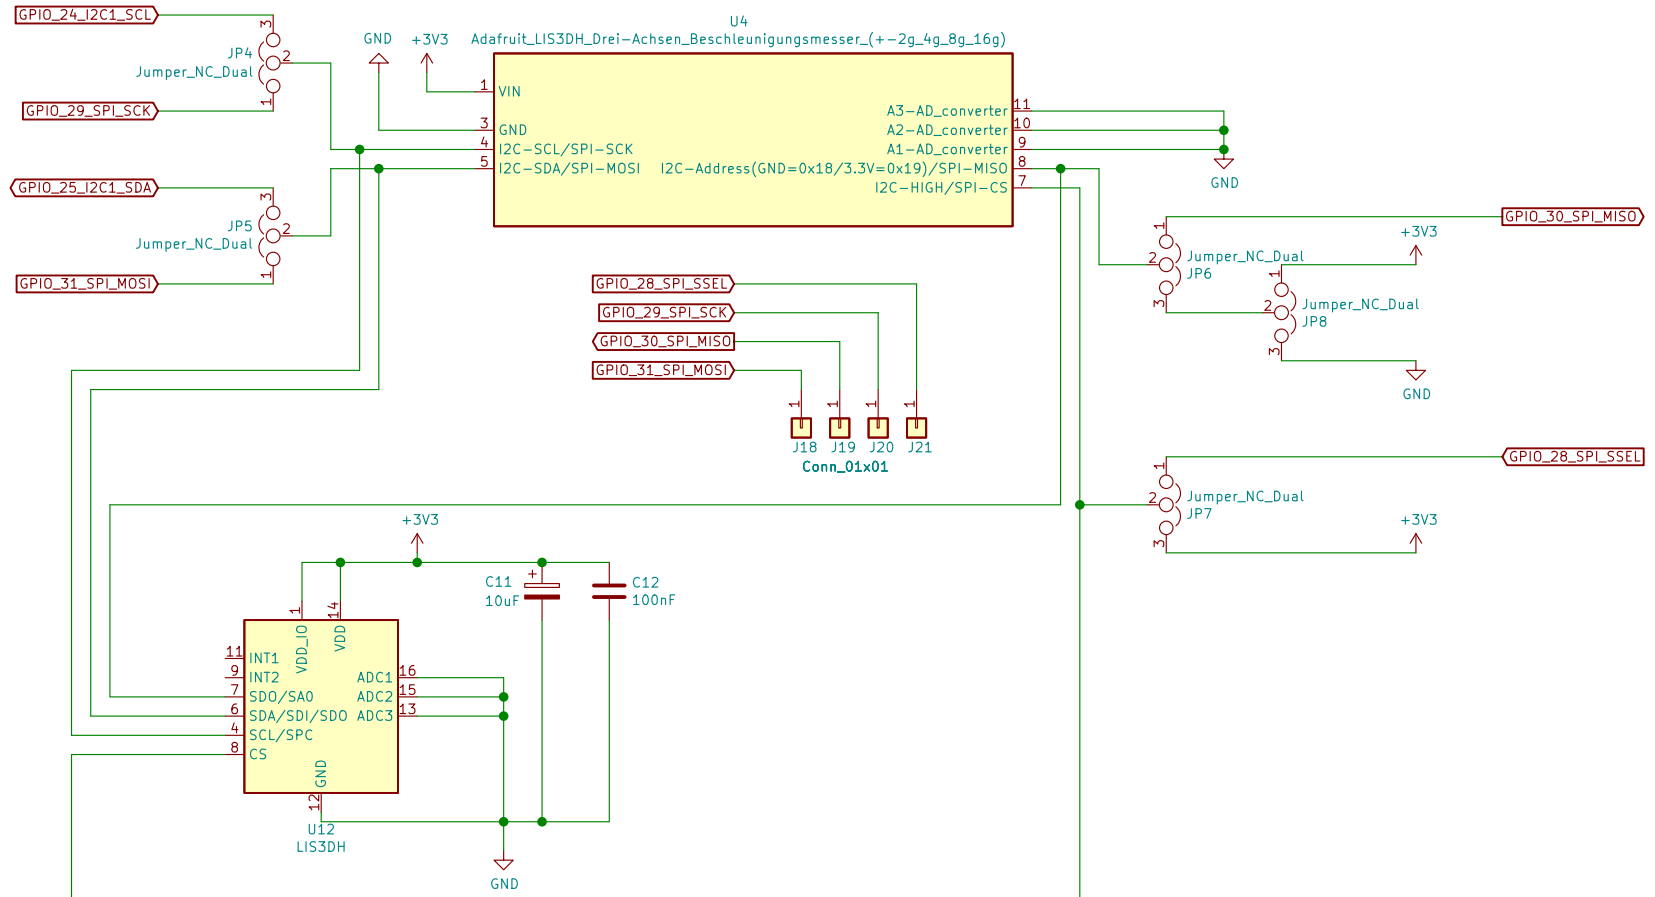 GPIO_24_I2C1_SCL
3
JP4
2
Jumper_NC_Dual
1
GPIO_29_SPI_SCK
GPIO_25_I2C1_SDA
3
JP5
2
Jumper_NC_Dual
1
GPIO_31_SPI_MOSI
GND
+3V3
U4
Adafruit_LIS3DH_Drei-Achsen_Beschleunigungsmesser_(+-2g_4g_8g_16g)
1 VIN
3 GND
4 I2C-SCL/SPI-SCK
5 I2C-SDA/SPI-MOSI
A3-AD_converter 11
A2-AD_converter 10
A1-AD_converter 9
I2C-Address(GND=0x18/3.3V=0x19)/SPI-MISO 8
I2C-HIGH/SPI-CS 7
GND
GPIO_30_SPI_MISO
1
+3V3
2
Jumper_NC_Dual
JP6
3
1
2
Jumper_NC_Dual
JP8
3
GND
GPIO_28_SPI_SSEL
GPIO_29_SPI_SCK
GPIO_30_SPI_MISO
GPIO_31_SPI_MOSI
1 1 1 1
J18 J19 J20 J21
Conn_01x01
GPIO_28_SPI_SSEL
1
2
Jumper_NC_Dual
JP7
3
+3V3
+3V3
C11
10uF
+
C12
100nF
1 14
VDD_IO VDD
11 INT1
9 INT2
7 SDO/SA0
6 SDA/SDI/SDO
4 SCL/SPC
8 CS
ADC1 16
ADC2 15
ADC3 13
GND
12
U12
LIS3DH
GND